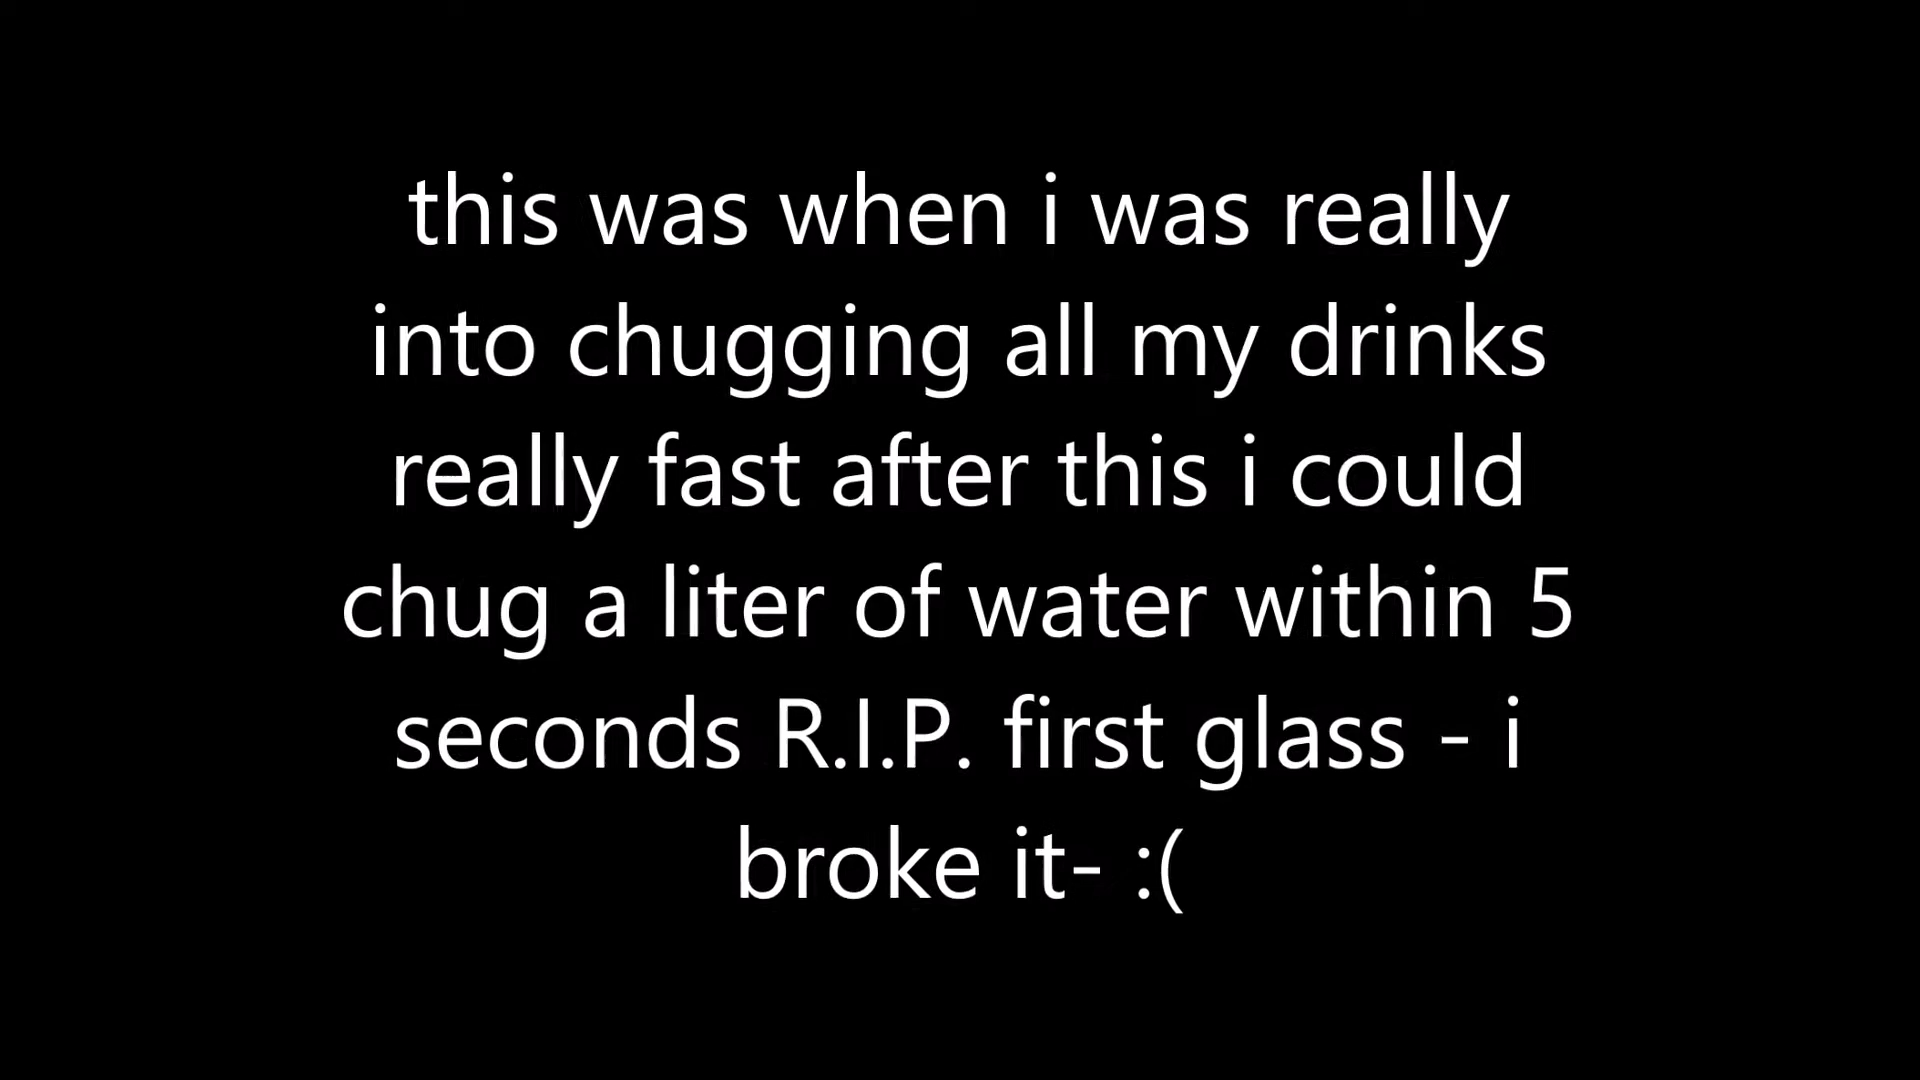 this was when i was really
into chugging all my drinks
really fast after this i could
chug a liter of water within 5
seconds R.I.P. first glass - i
broke it- :(